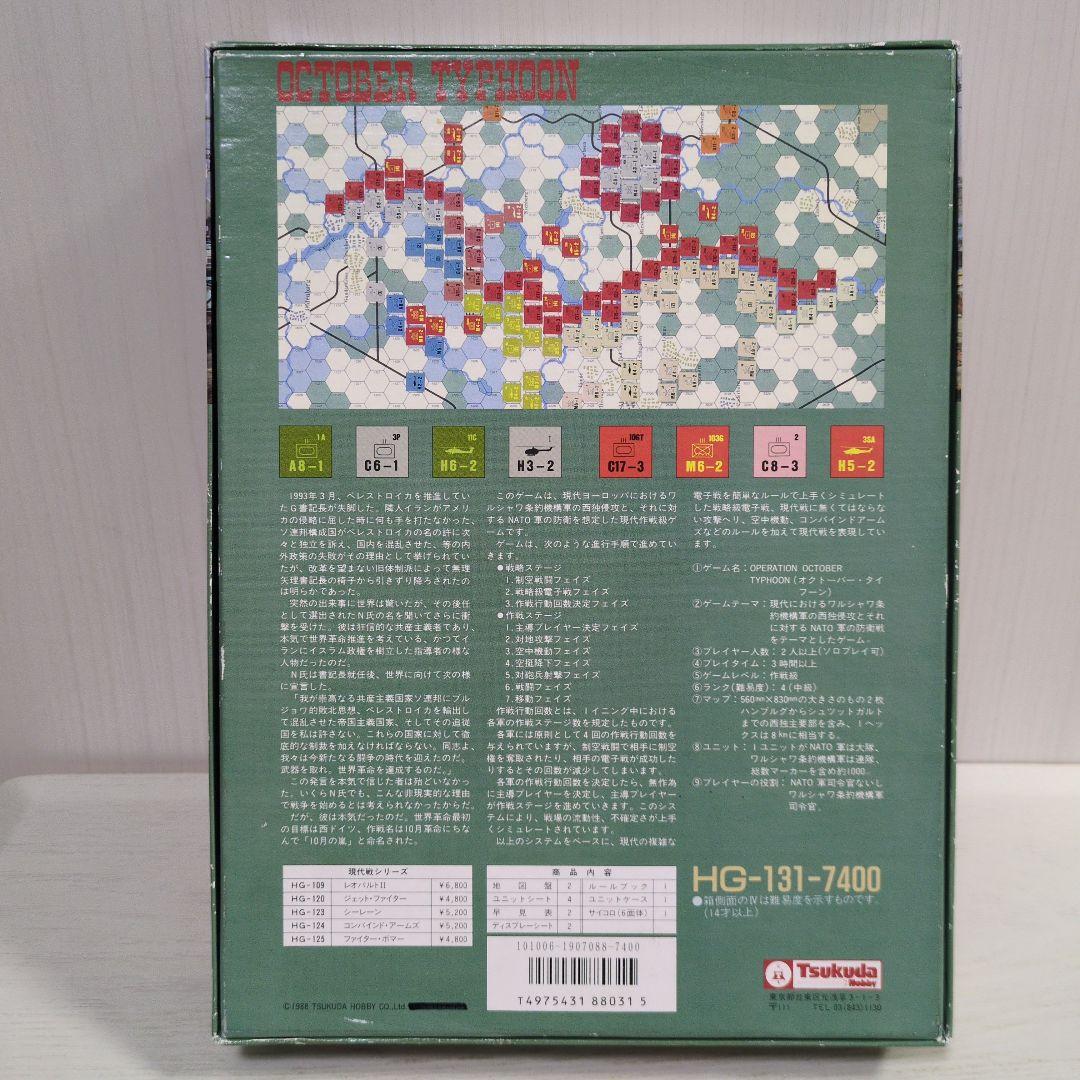 OCTOBER TYPHOON
1A
A8-1
3P
C6-1
11C
H6-2
I
H3-2
106T
C17-3
103G
M6-2
2
C8-3
3SA
H5-2
1993年3月、ペレストロイカを推進してい
たG書記長が失脚した。隣人イランがアメリ
カの侵略に屈した時に何も手を打たなかった、
ソ連邦構成国がペレストロイカの名の許に次
々と独立を訴え、国内を混乱させた、等の内
外政策の失敗がその理由として挙げられてい
たが、改革を望まない旧体制派によって無理
矢理書記長の椅子から引きずり降ろされたの
は明らかであった。
突然の出来事に世界は驚いたが、その後任
として選出されたN氏の名を聞いてさらに衝
撃を受けた。彼は狂信的な共産主義者であり、
本気で世界革命推進を考えている、かつてイ
ランにイスラム政権を樹立した指導者の様な
人物だったのだ。
N氏は書記長就任後、世界に向けて次の様
に宣言した。
「我が崇高なる共産主義国家ソ連邦にブル
ジョワ的敗北思想、ペレストロイカを輸出し
て混乱させた帝国主義国家、そしてその追従
国を私は許さない。これらの国家に対して徹
底的な制裁を加えなければならない。同志よ、
我々は今新たなる闘争の時代を迎えたのだ。
武器を取れ。世界革命を達成するのだ。」
この発言を本気で信じた者は殆どいなかっ
た。いくらN氏でも、こんな非現実的な理由
で戦争を始めるとは考えられなかったからだ。
だが、彼は本気だったのだ。世界革命最初
の目標は西ドイツ、作戦名は10月革命にちな
んで「10月の嵐」と命名された。
このゲームは、現代ヨーロッパにおけるワ
ルシャワ条約機構軍の西独侵攻と、それに対
するNATO軍の防衛を想定した現代作戦級ゲ
ームです。
ゲームは、次のような進行手順で進めてい
きます。
●戦略ステージ
1.制空戦闘フェイズ
2.戦略級電子戦フェイズ
3.作戦行動回数決定フェイズ
●作戦ステージ
1.主導プレイヤー決定フェイズ
2.対地攻撃フェイズ
3.空中機動フェイズ
4.空挺降下フェイズ
5.対砲兵射撃フェイズ
6.戦闘フェイズ
7.移動フェイズ
作戦行動回数とは、1イニング中における
各軍の作戦ステージ数を規定したものです。
各軍には原則として4回の作戦行動回数を
与えられていますが、制空戦闘で相手に制空
権を奪取されたり、相手の電子戦が成功した
りするとその回数が減少してしまいます。
各軍の作戦行動回数を決定したら、無作為
に主導プレイヤーを決定し、主導プレイヤー
が作戦ステージを進めていきます。このシス
テムにより、戦場の流動性、不確定さが上手
くシミュレートされています。
以上のシステムをベースに、現代の複雑な
電子戦を簡単なルールで上手くシミュレート
した戦略級電子戦、現代戦に無くてはならな
い攻撃ヘリ、空中機動、コンバインドアーム
ズなどのルールを加えて現代戦を表現してい
ます。
①ゲーム名:OPERATION OCTOBER
TYPHOON(オクトーバー・タイ
フーン)
②ゲームテーマ:現代におけるワルシャワ条
約機構軍の西独侵攻とそれ
に対するNATO軍の防衛戦
をテーマとしたゲーム。
③プレイヤー人数:2人以上(ソロプレイ可)
④プレイタイム:3時間以上
⑤ゲームレベル:作戦級
⑥ランク(難易度):4(中級)
⑦マップ:560mm×830mmの大きさのもの2枚
ハンブルグからシュツットガルト
までの西独主要部を含み、1ヘッ
クスは8kmに相当する。
⑧ユニット:1ユニットがNATO軍は大隊、
ワルシャワ条約機構軍は連隊、
総数マーカーを含め約1000。
⑨プレイヤーの役割:NATO軍司令官ないし
ワルシャワ条約機構軍
司令官。
現代戦シリーズ
HG-109 レオパルトII ¥6,800
HG-120 ジェット・ファイター ¥4,800
HG-123 シーレーン ¥5,200
HG-124 コンバインド・アームズ ¥5,200
HG-125 ファイター・ボマー ¥4,800
商品内容
地図盤 2 ルールブック 1
ユニットシート 4 ユニットケース 1
早見表 2 サイコロ(6面体) 1
ディスプレーシート 2
101006-1907088-7400
T4975431880315
HG-131-7400
●箱側面のⅣは難易度を示すものです。
(14才以上)
Tsukuda
Hobby
東京都台東区元浅草3-1-3
〒111 TEL 03(843)1130
©1988 TSUKUDA HOBBY CO., Ltd.